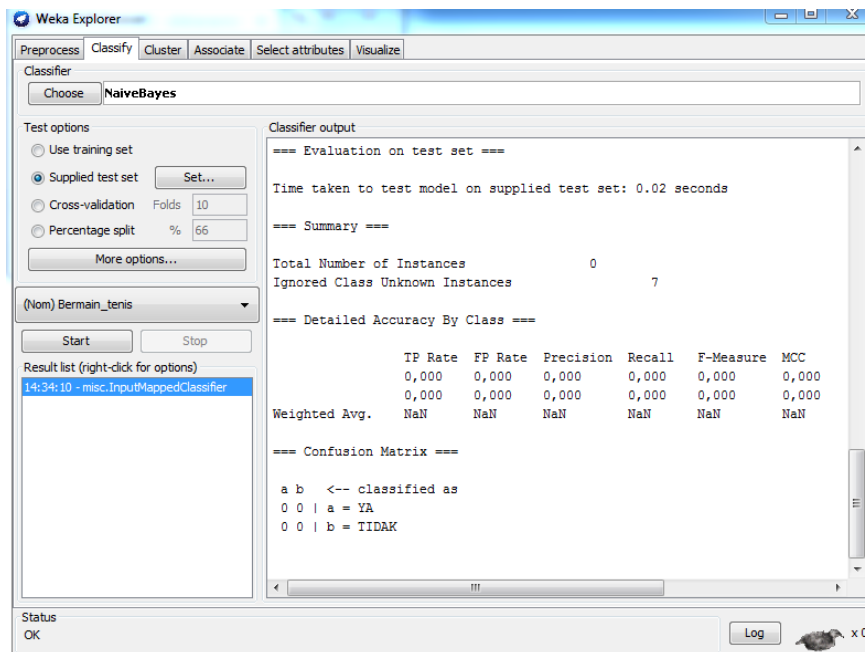 Weka Explorer
Preprocess Classify Cluster Associate Select attributes Visualize
Classifier
Choose NaiveBayes
Test options
Use training set
Supplied test set Set...
Cross-validation Folds 10
Percentage split % 66
More options...
(Nom) Bermain_tenis
Start Stop
Result list (right-click for options)
14:34:10 - misc.InputMappedClassifier
Classifier output
=== Evaluation on test set ===
Time taken to test model on supplied test set: 0.02 seconds
=== Summary ===
Total Number of Instances 0
Ignored Class Unknown Instances 7
=== Detailed Accuracy By Class ===
TP Rate FP Rate Precision Recall F-Measure MCC
0,000 0,000 0,000 0,000 0,000 0,000
0,000 0,000 0,000 0,000 0,000 0,000
Weighted Avg. NaN NaN NaN NaN NaN NaN
=== Confusion Matrix ===
a b <-- classified as
0 0 | a = YA
0 0 | b = TIDAK
Status
OK
Log x 0